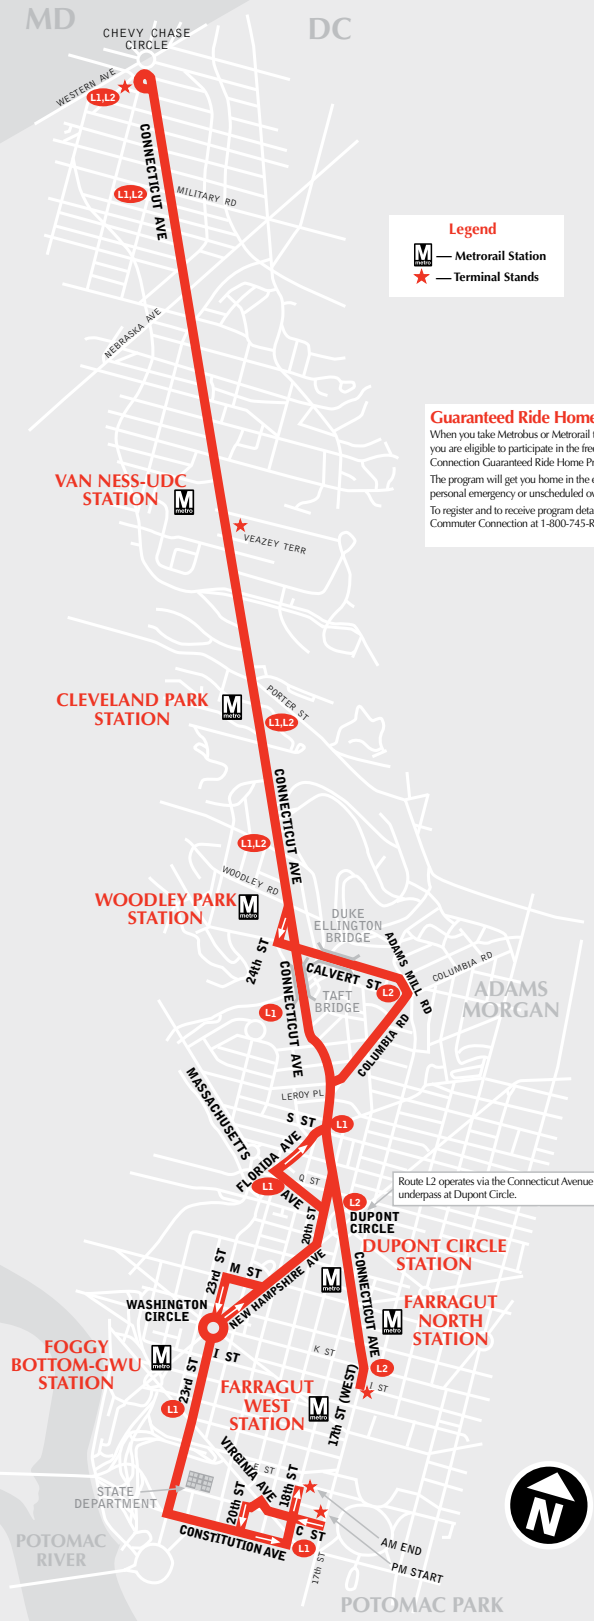 MD
DC
CHEVY CHASE
CIRCLE
WESTERN AVE
L1,L2
CONNECTICUT AVE
L1,L2
MILITARY RD
Legend
M
metro
— Metrorail Station
— Terminal Stands
NEBRASKA AVE
Guaranteed Ride Home
When you take Metrobus or Metrorail
you are eligible to participate in the free
Connection Guaranteed Ride Home
The program will get you home in the
personal emergency or unscheduled
To register and to receive program
Commuter Connection at 1-800-745-R
VAN NESS-UDC
STATION
M
metro
VEAZEY TERR
CLEVELAND PARK
STATION
M
metro
PORTER ST
L1,L2
CONNECTICUT AVE
L1,L2
WOODLEY RD
WOODLEY PARK
STATION
M
metro
DUKE
ELLINGTON
BRIDGE
24th ST
ADAMS MILL RD
COLUMBIA RD
CALVERT ST
L2
ADAMS
MORGAN
TAFT
BRIDGE
CONNECTICUT AVE
L1
COLUMBIA RD
MASSACHUSETTS
LEROY PL
S ST
L1
FLORIDA AVE
Q ST
L1
AVE
Route L2 operates via the Connecticut Avenue
underpass at Dupont Circle.
L2
DUPONT
CIRCLE
20th ST
DUPONT CIRCLE
STATION
23rd ST
M ST
NEW HAMPSHIRE AVE
M
metro
CONNECTICUT AVE
WASHINGTON
CIRCLE
M
metro
FARRAGUT
NORTH
STATION
FOGGY
BOTTOM-GWU
STATION
M
metro
I ST
K ST
L2
I ST
23rd ST
L1
FARRAGUT
WEST
STATION
M
metro
17th ST (WEST)
VIRGINIA AVE
E ST
18th ST
STATE
DEPARTMENT
20th ST
N
CONSTITUTION AVE
C ST
L1
AM END
PM START
17th ST
POTOMAC
RIVER
POTOMAC PARK